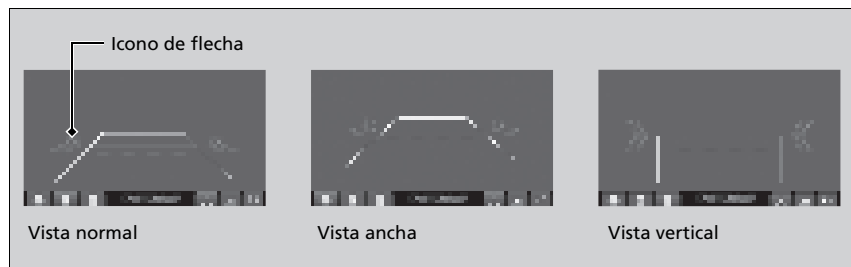 Icono de flecha
Vista normal
Vista ancha
Vista vertical